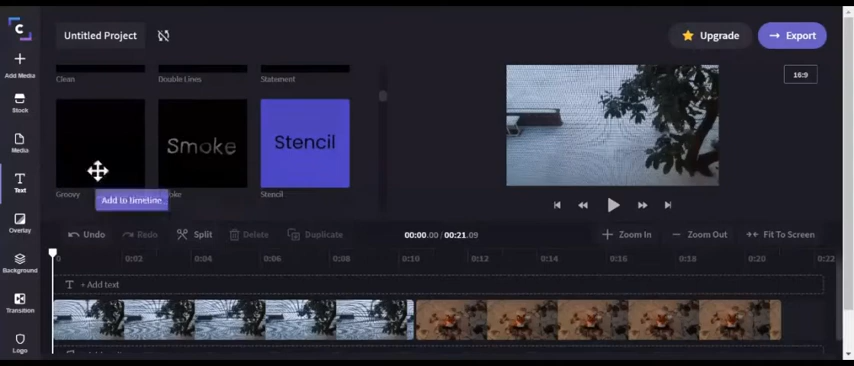 Untitled Project
Upgrade
Export
Add Media
Stock
Media
Text
Overlay
Background
Transition
Logo
Clean
Double Lines
Statement
16:9
Smoke
Stencil
Groovy
Stencil
Add to timeline
Undo
Redo
Split
Delete
Duplicate
00:00.00 / 00:21.09
Zoom In
Zoom Out
Fit To Screen
0 0:02 0:04 0:06 0:08 0:10 0:12 0:14 0:16 0:18 0:20 0:22
T + Add text